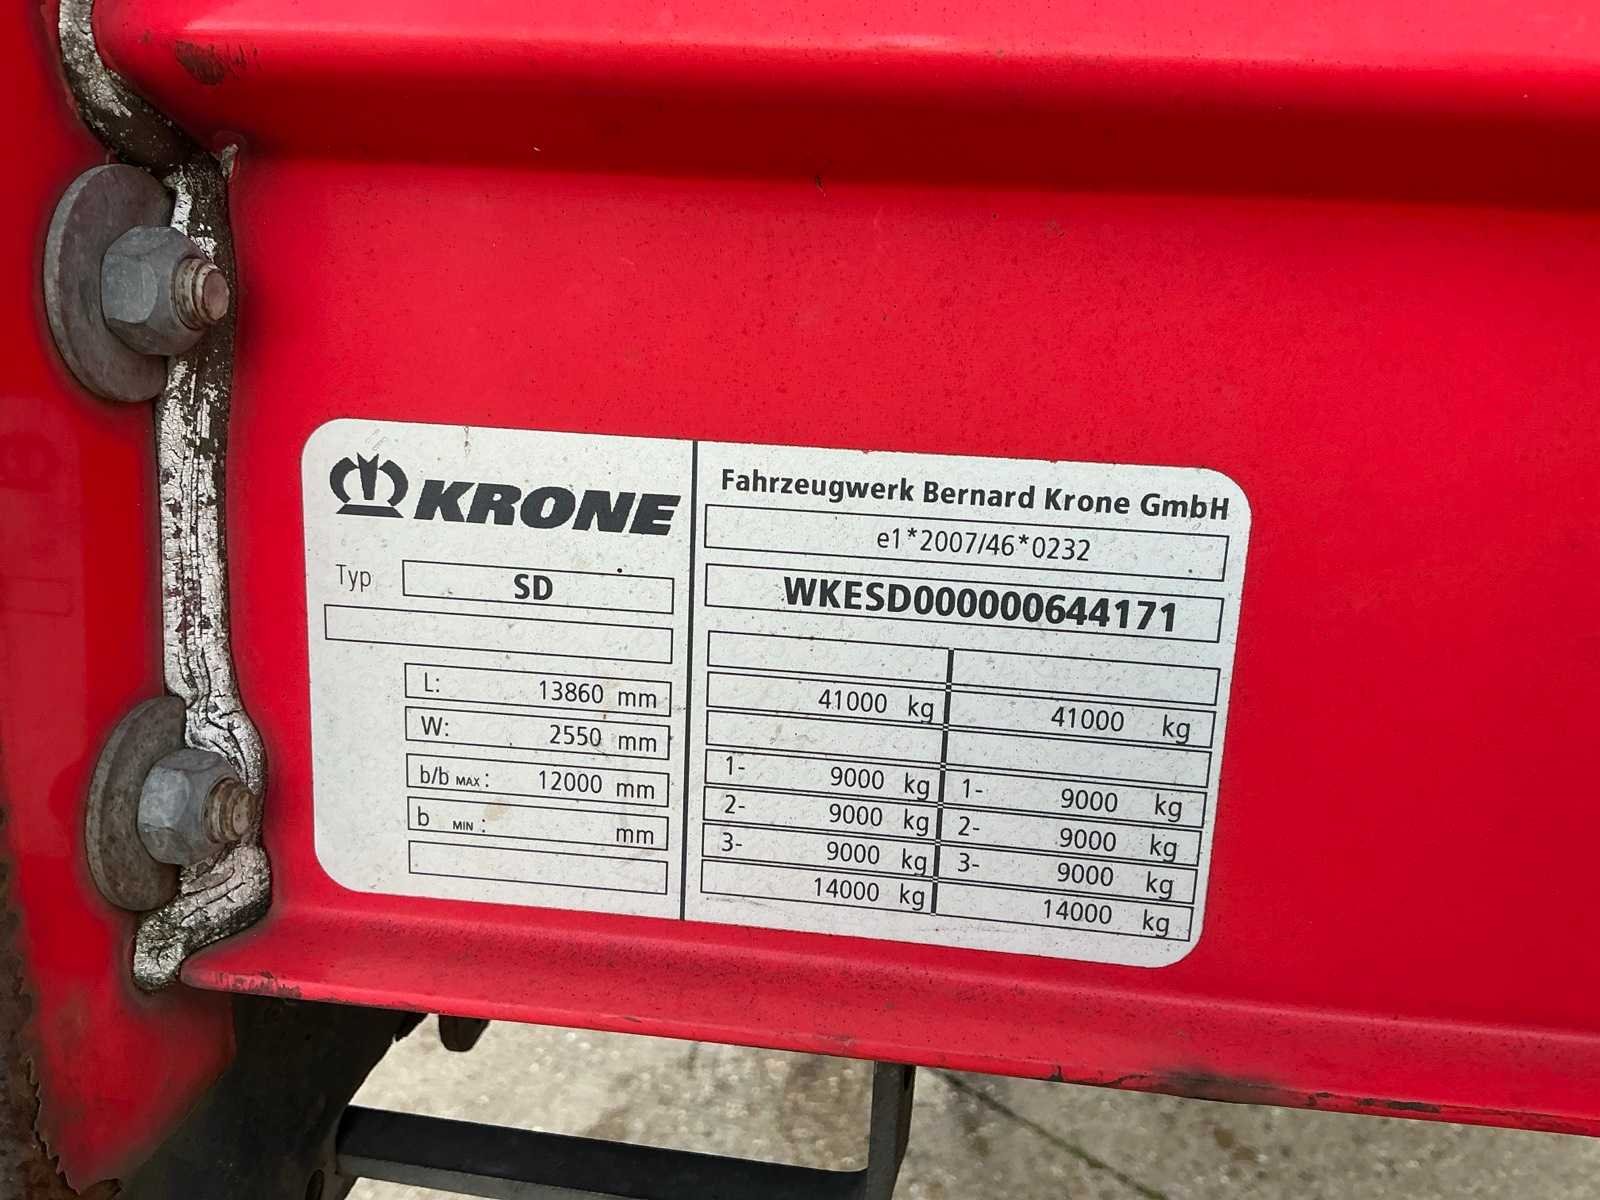 KRONE
Typ SD
L: 13860 mm
W: 2550 mm
b/b MAX: 12000 mm
b MIN: mm
Fahrzeugwerk Bernard Krone GmbH
e1*2007/46*0232
WKESD000000644171
41000 kg 41000 kg
1- 9000 kg 1- 9000 kg
2- 9000 kg 2- 9000 kg
3- 9000 kg 3- 9000 kg
14000 kg 14000 kg